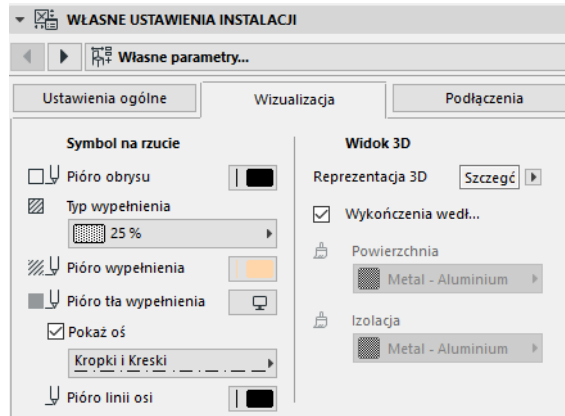 WŁASNE USTAWIENIA INSTALACJI
Własne parametry...
Ustawienia ogólne
Wizualizacja
Podłączenia
Symbol na rzucie
Pióro obrysu
Typ wypełnienia
25 %
Pióro wypełnienia
Pióro tła wypełnienia
Pokaż oś
Kropki i Kreski
Pióro linii osi
Widok 3D
Reprezentacja 3D Szczegć
Wykończenia wedł...
Powierzchnia
Metal - Aluminium
Izolacja
Metal - Aluminium